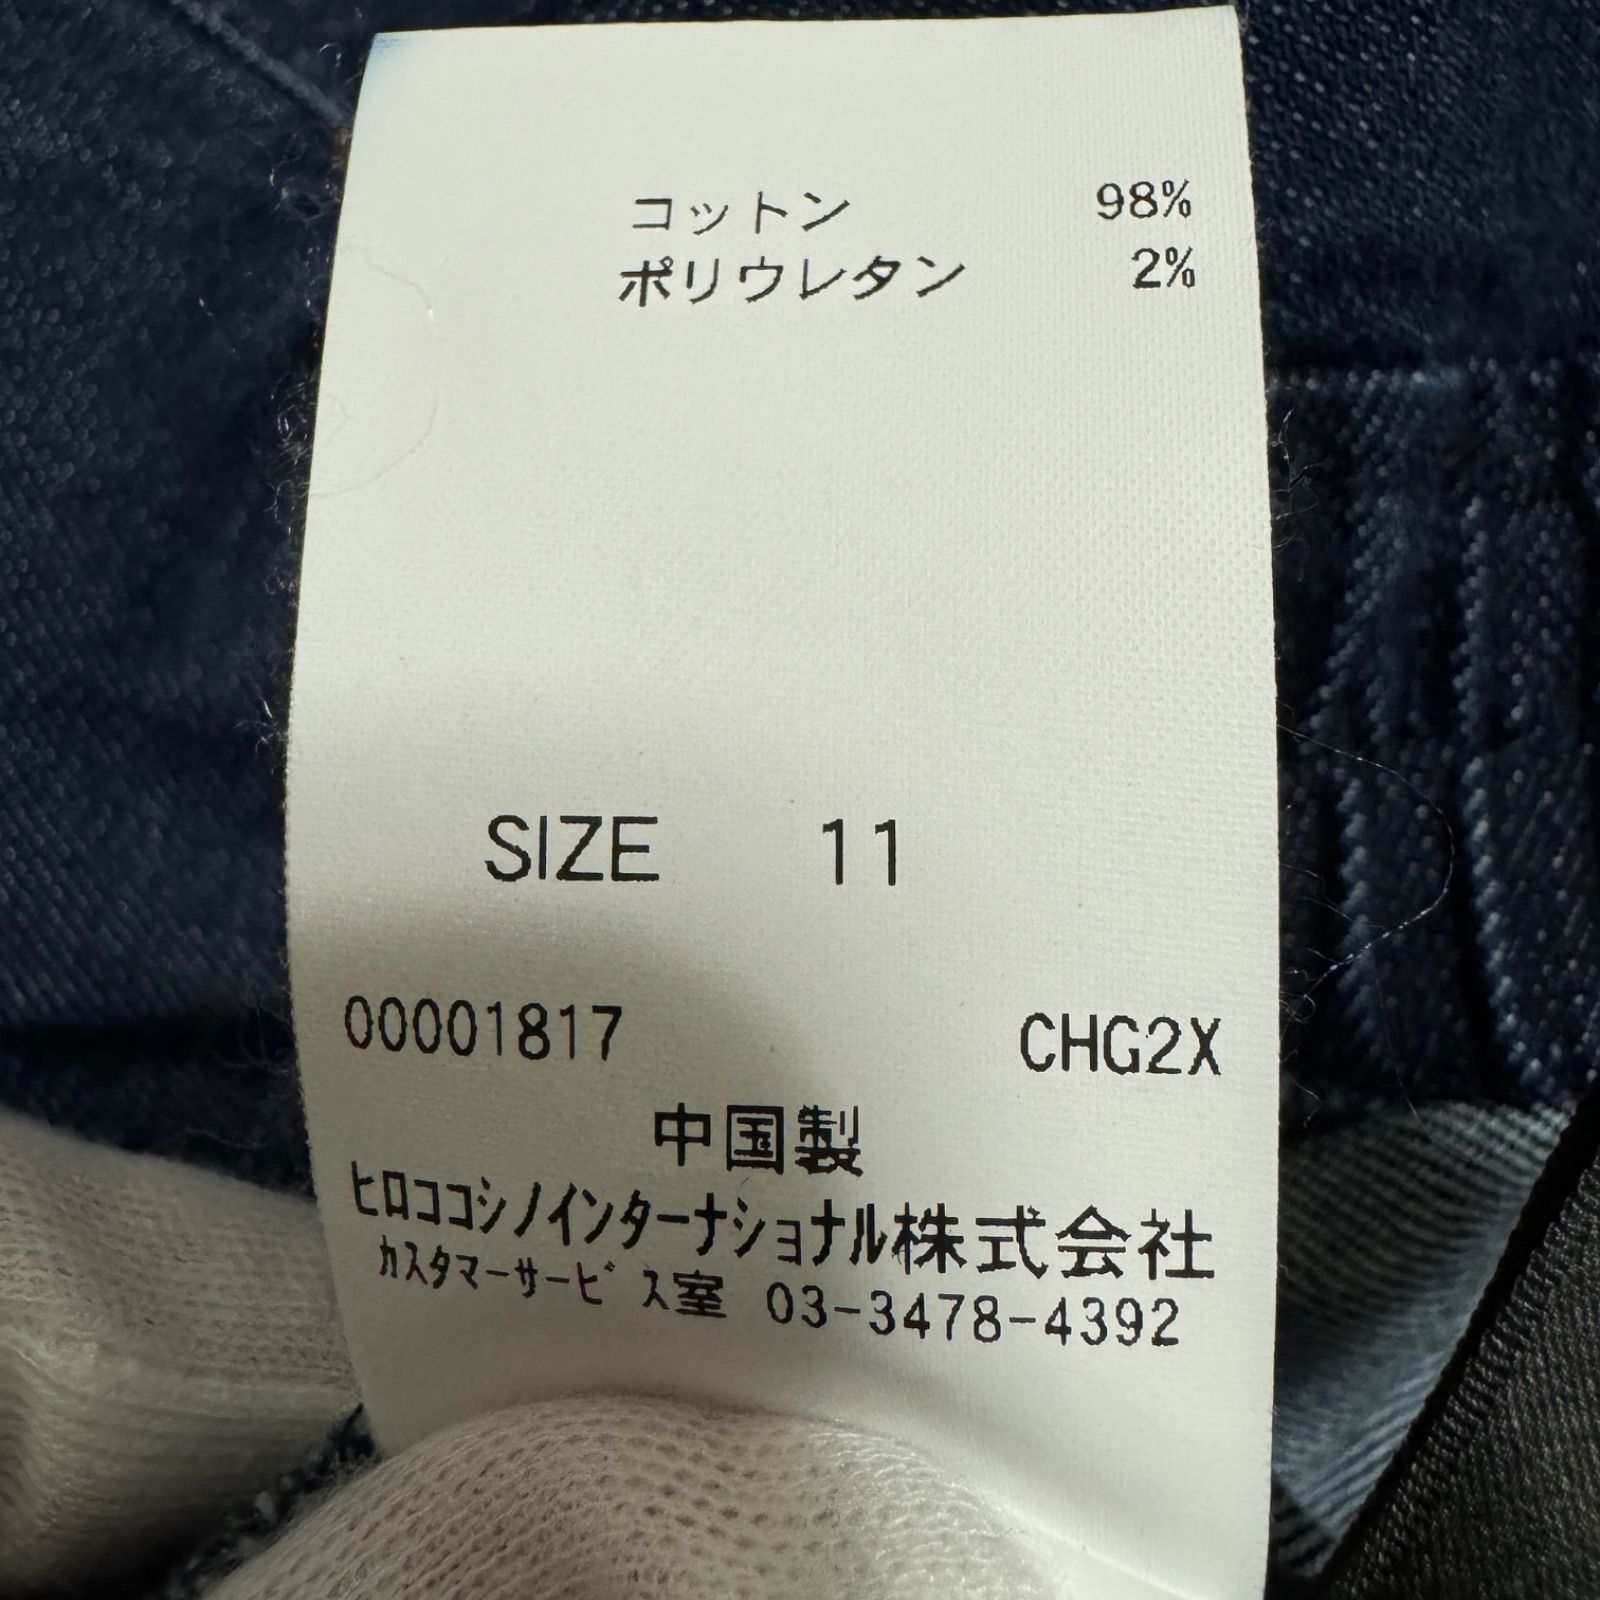 コットン 98%
ポリウレタン 2%
SIZE 11
00001817 CHG2X
中国製
ヒロココシノインターナショナル株式会社
カスタマーサービス室 03-3478-4392